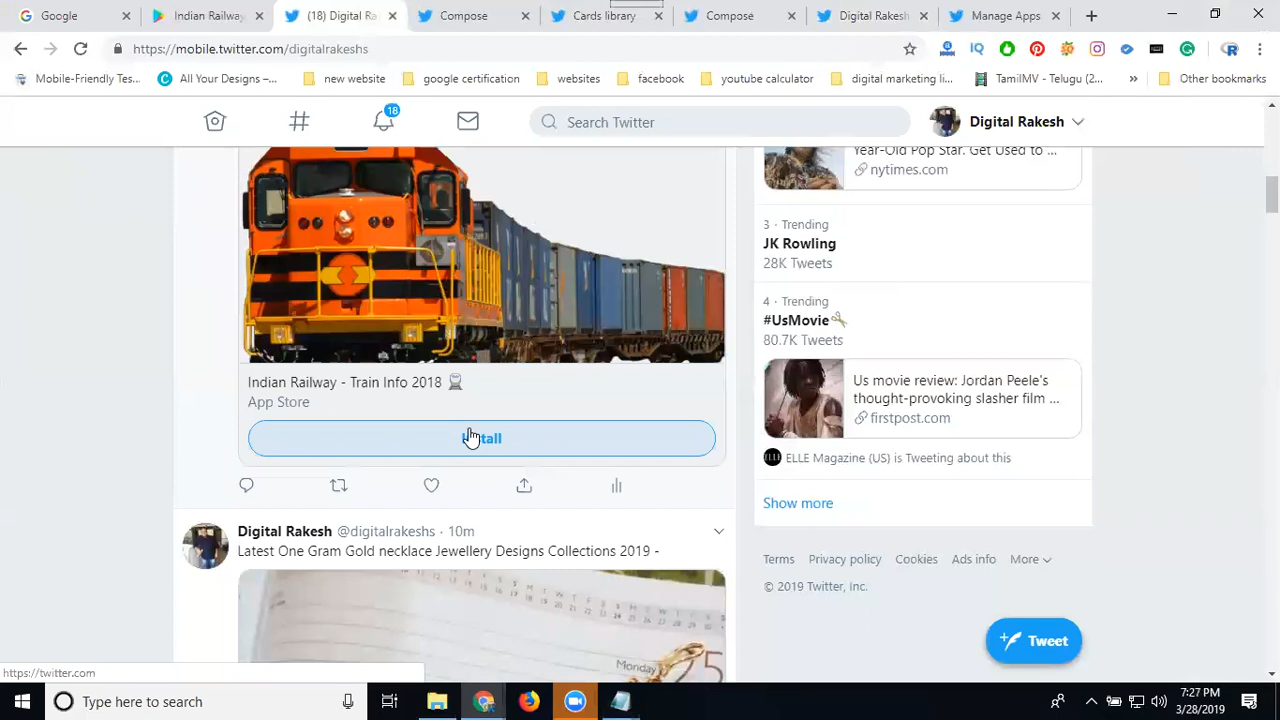 Google
Indian Railway
(18) Digital Ra
Compose
Cards library
Compose
Digital Rakesh
Manage Apps
https://mobile.twitter.com/digitalrakeshs
IQ
Mobile-Friendly Tes...
All Your Designs –...
new website
google certification
websites
facebook
youtube calculator
digital marketing li...
TamilMV - Telugu (2...
»
Other bookmarks
18
Search Twitter
Digital Rakesh
Year-Old Pop Star. Get Used to ...
nytimes.com
3 · Trending
JK Rowling
28K Tweets
4 · Trending
#UsMovie
80.7K Tweets
Us movie review: Jordan Peele's
thought-provoking slasher film ...
firstpost.com
ELLE Magazine (US) is Tweeting about this
Show more
Terms Privacy policy Cookies Ads info More
© 2019 Twitter, Inc.
Tweet
Indian Railway - Train Info 2018
App Store
Install
Digital Rakesh @digitalrakeshs · 10m
Latest One Gram Gold necklace Jewellery Designs Collections 2019 -
Monday 25
https://twitter.com
Type here to search
7:27 PM
3/28/2019